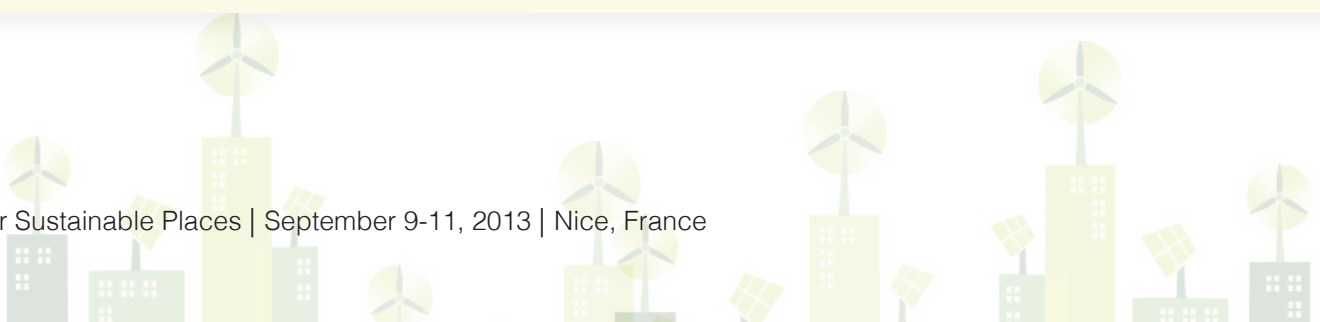 r Sustainable Places | September 9-11, 2013 | Nice, France